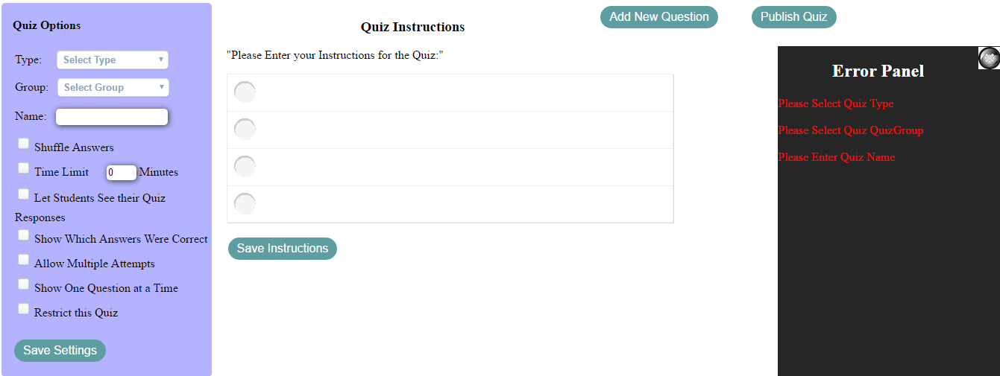 Quiz Options
Type: Select Type
Group: Select Group
Name:
Shuffle Answers
Time Limit 0 Minutes
Let Students See their Quiz
Responses
Show Which Answers Were Correct
Allow Multiple Attempts
Show One Question at a Time
Restrict this Quiz
Save Settings
Quiz Instructions
"Please Enter your Instructions for the Quiz:"
Save Instructions
Add New Question
Publish Quiz
Error Panel
Please Select Quiz Type
Please Select Quiz QuizGroup
Please Enter Quiz Name